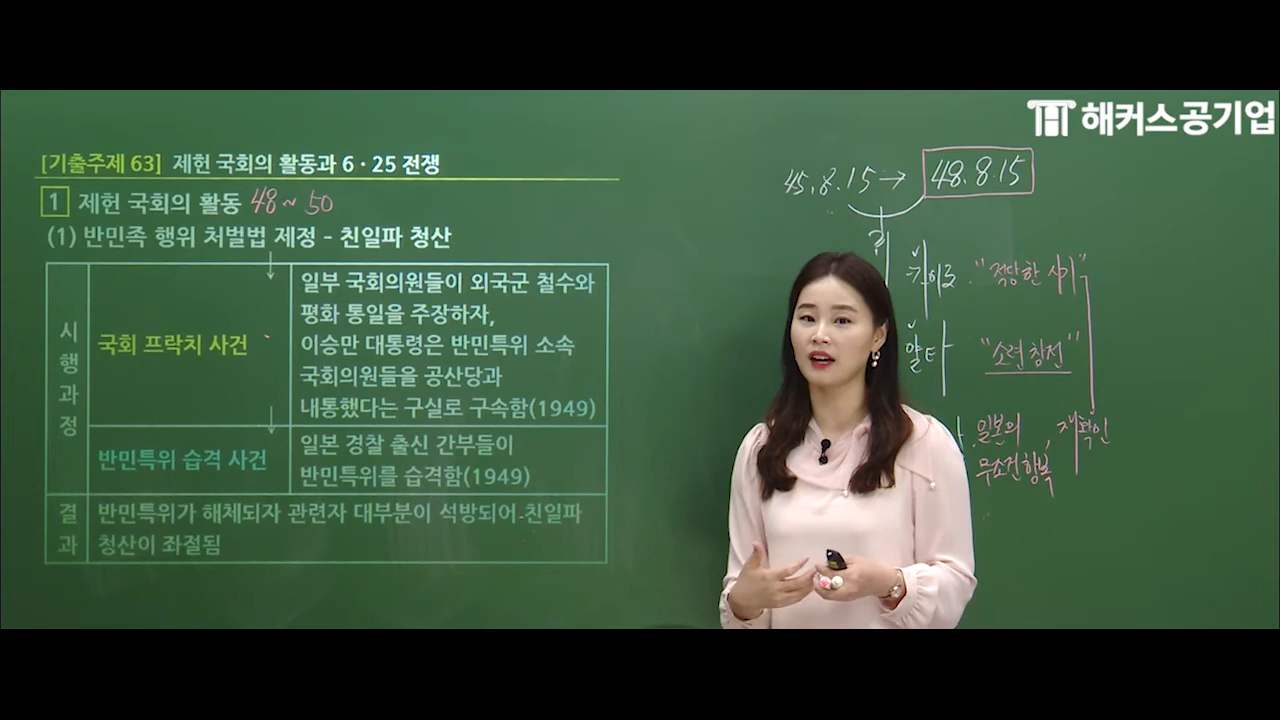 해커스공기업
[기출주제 63] 제헌 국회의 활동과 6·25 전쟁
1 제헌 국회의 활동 48~50
(1) 반민족 행위 처벌법 제정 - 친일파 청산
시행과정
국회 프락치 사건
일부 국회의원들이 외국군 철수와
평화 통일을 주장하자,
이승만 대통령은 반민특위 소속
국회의원들을 공산당과
내통했다는 구실로 구속함(1949)
반민특위 습격 사건
일본 경찰 출신 간부들이
반민특위를 습격함(1949)
결과
반민특위가 해체되자 관련자 대부분이 석방되어 친일파
청산이 좌절됨
45.8.15→ 48.8.15
?
카이로 "적당한 시기"
얄타 "소련 참전"
일본의 , 재확인
무조건항복